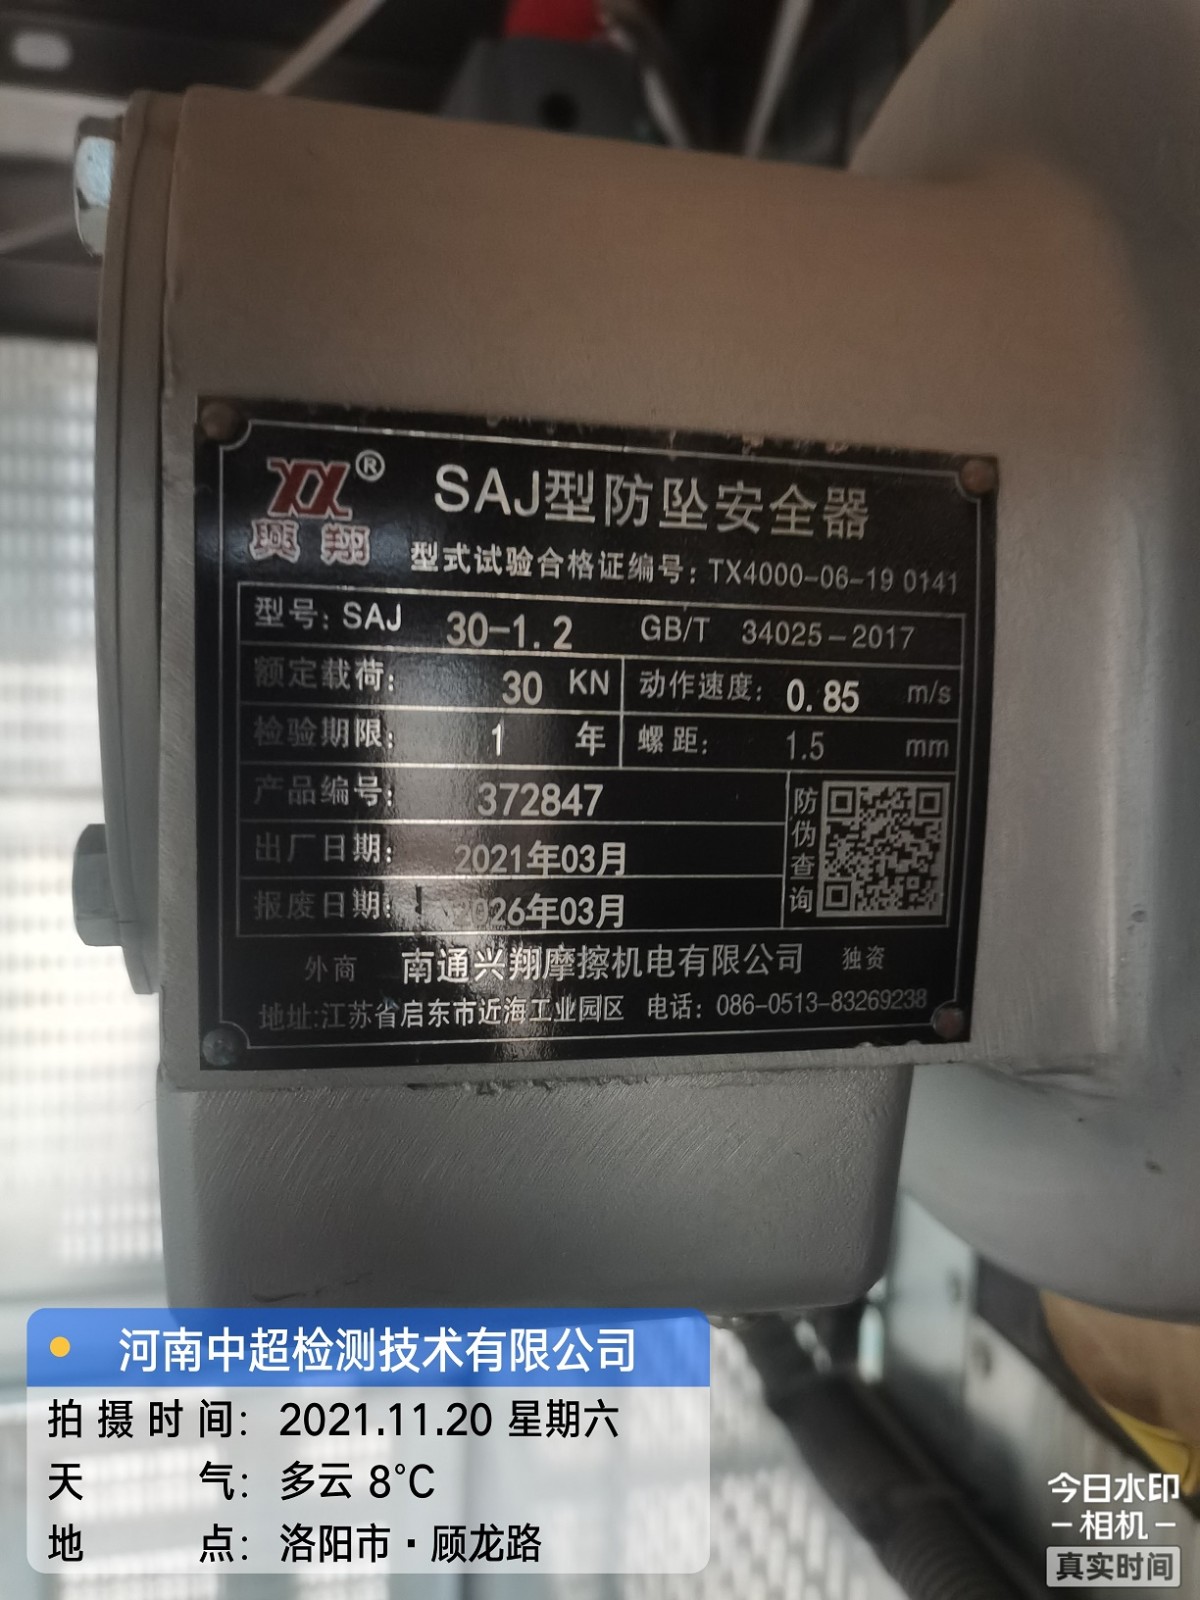 XX®
興翔
SAJ型防坠安全器
型式试验合格证编号：TX4000-06-19 0141
型号：SAJ 30-1.2 GB/T 34025-2017
额定载荷： 30 KN 动作速度： 0.85 m/s
检验期限： 1 年 螺距： 1.5 mm
产品编号： 372847
出厂日期： 2021年03月
报废日期： 2026年03月
防伪查询
外商 南通兴翔摩擦机电有限公司 独资
地址:江苏省启东市近海工业园区 电话：086-0513-83269238
河南中超检测技术有限公司
拍摄时间： 2021.11.20 星期六
天气： 多云 8℃
地点： 洛阳市·顾龙路
今日水印
-相机-
真实时间